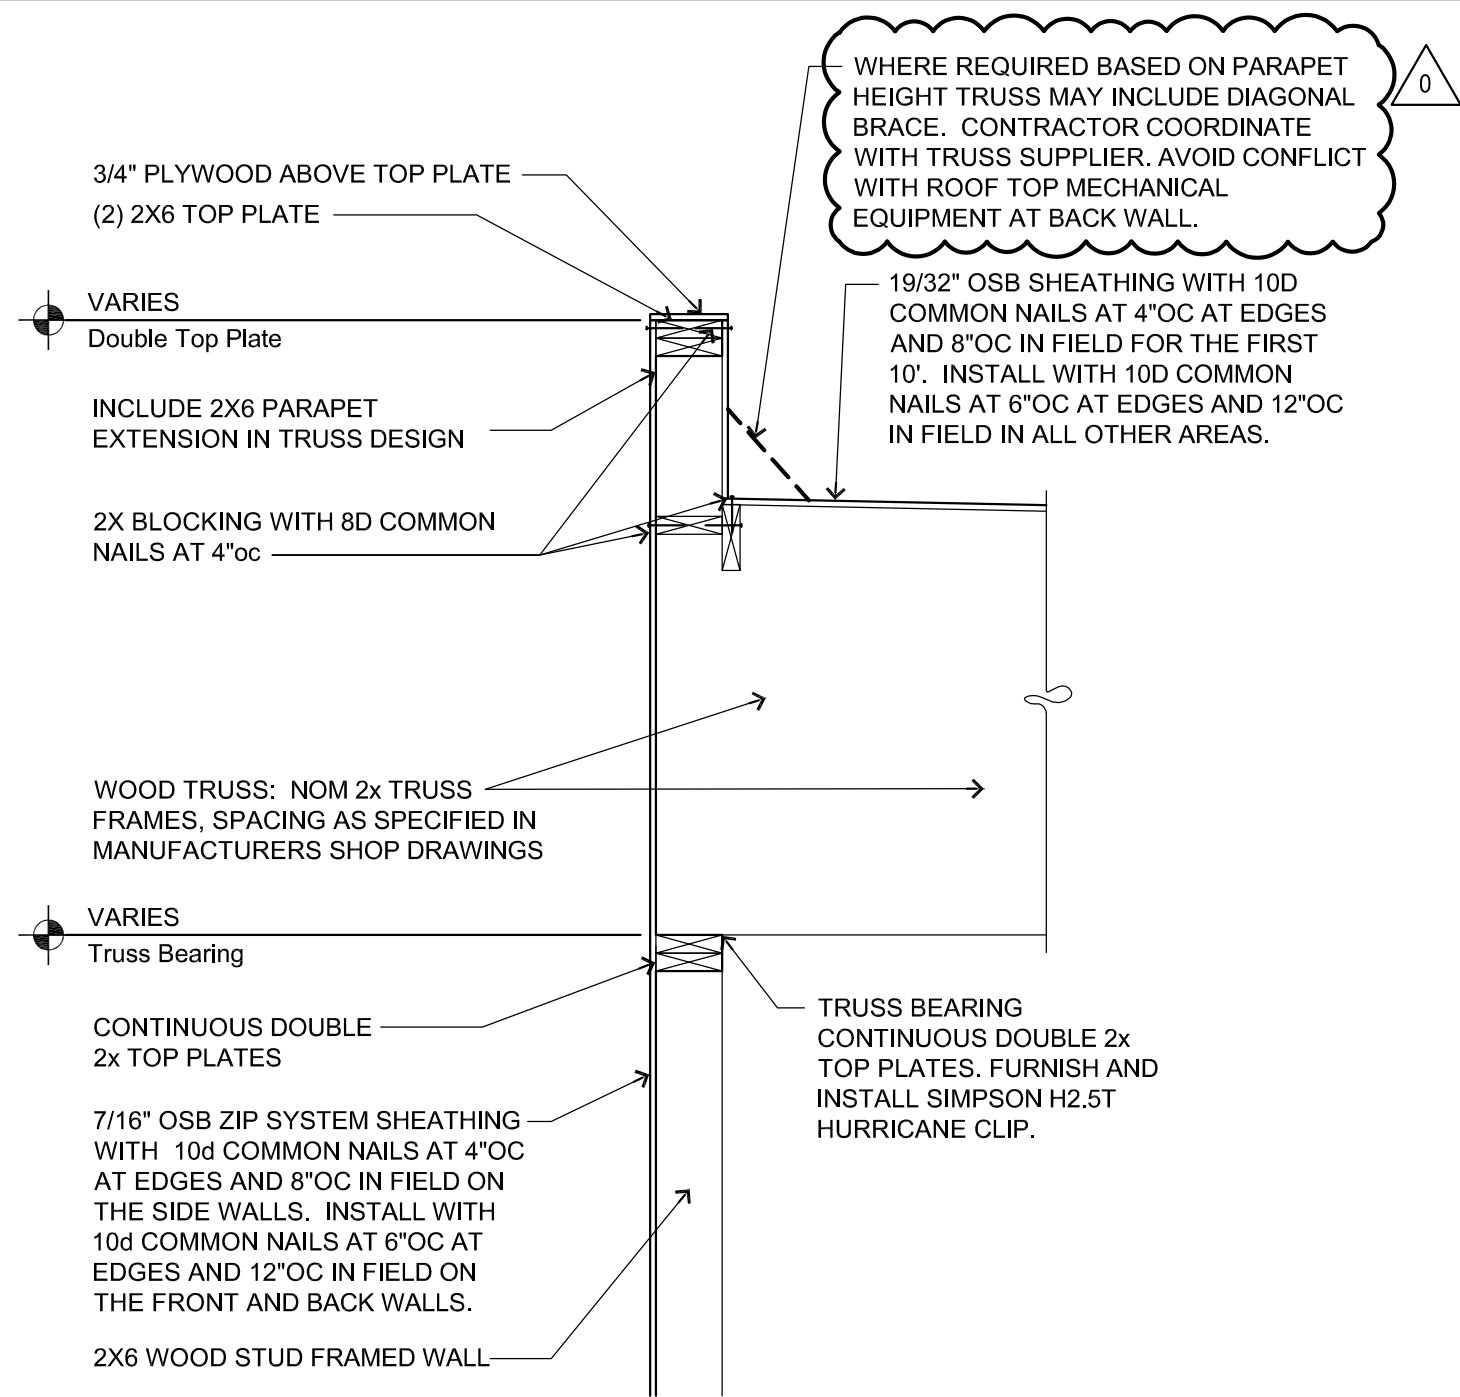 WHERE REQUIRED BASED ON PARAPET
HEIGHT TRUSS MAY INCLUDE DIAGONAL
BRACE.  CONTRACTOR COORDINATE
WITH TRUSS SUPPLIER. AVOID CONFLICT
WITH ROOF TOP MECHANICAL
EQUIPMENT AT BACK WALL.
0
3/4" PLYWOOD ABOVE TOP PLATE
(2) 2X6 TOP PLATE
VARIES
Double Top Plate
19/32" OSB SHEATHING WITH 10D
COMMON NAILS AT 4"OC AT EDGES
AND 8"OC IN FIELD FOR THE FIRST
10'.  INSTALL WITH 10D COMMON
NAILS AT 6"OC AT EDGES AND 12"OC
IN FIELD IN ALL OTHER AREAS.
INCLUDE 2X6 PARAPET
EXTENSION IN TRUSS DESIGN
2X BLOCKING WITH 8D COMMON
NAILS AT 4"oc
WOOD TRUSS:  NOM 2x TRUSS
FRAMES, SPACING AS SPECIFIED IN
MANUFACTURERS SHOP DRAWINGS
VARIES
Truss Bearing
CONTINUOUS DOUBLE
2x TOP PLATES
TRUSS BEARING
CONTINUOUS DOUBLE 2x
TOP PLATES. FURNISH AND
INSTALL SIMPSON H2.5T
HURRICANE CLIP.
7/16" OSB ZIP SYSTEM SHEATHING
WITH  10d COMMON NAILS AT 4"OC
AT EDGES AND 8"OC IN FIELD ON
THE SIDE WALLS.  INSTALL WITH
10d COMMON NAILS AT 6"OC AT
EDGES AND 12"OC IN FIELD ON
THE FRONT AND BACK WALLS.
2X6 WOOD STUD FRAMED WALL